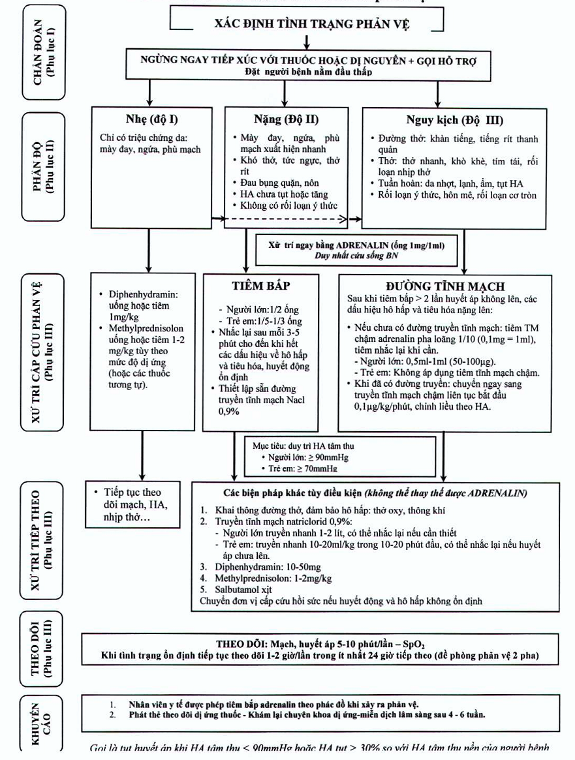 CHẨN ĐOÁN
(Phụ lục I)
XÁC ĐỊNH TÌNH TRẠNG PHẢN VỆ
NGỪNG NGAY TIẾP XÚC VỚI THUỐC HOẶC DỊ NGUYÊN + GỌI HỖ TRỢ
Đặt người bệnh nằm đầu thấp
PHÂN ĐỘ
(Phụ lục II)
Nhẹ (độ I)
Chỉ có triệu chứng da:
mày đay, ngứa, phù mạch
Nặng (Độ II)
• Mày đay, ngứa, phù
mạch xuất hiện nhanh
• Khó thở, tức ngực, thở
rít
• Đau bụng quặn, nôn
• HA chưa tụt hoặc tăng
• Không có rối loạn ý thức
Nguy kịch (Độ III)
• Đường thở: khàn tiếng, tiếng rít thanh
quản
• Thở: thở nhanh, khò khè, tím tái, rối
loạn nhịp thở
• Tuần hoàn: da nhợt, lạnh, ẩm, tụt HA
• Rối loạn ý thức, hôn mê, rối loạn cơ tròn
Xử trí ngay bằng ADRENALIN (ống 1mg/1ml)
Duy nhất cứu sống BN
XỬ TRÍ CẤP CỨU PHẢN VỆ
(Phụ lục III)
• Diphenhydramin:
uống hoặc tiêm
1mg/kg
• Methylprednisolon
uống hoặc tiêm 1-2
mg/kg tùy theo
mức độ dị ứng
(hoặc các thuốc
tương tự).
TIÊM BẮP
- Người lớn:1/2 ống
- Trẻ em:1/5-1/3 ống
• Nhắc lại sau mỗi 3-5
phút cho đến khi hết
các dấu hiệu về hô hấp
và tiêu hóa, huyết động
ổn định
• Thiết lập sẵn đường
truyền tĩnh mạch Nacl
0,9%
ĐƯỜNG TĨNH MẠCH
Sau khi tiêm bắp > 2 lần huyết áp không lên, các
dấu hiệu hô hấp và tiêu hóa nặng lên:
• Nếu chưa có đường truyền tĩnh mạch: tiêm TM
chậm adrenalin pha loãng 1/10 (0,1mg = 1ml),
tiêm nhắc lại khi cần.
- Người lớn: 0,5ml-1ml (50-100µg).
- Trẻ em: Không áp dụng tiêm tĩnh mạch chậm.
• Khi đã có đường truyền: chuyển ngay sang
truyền tĩnh mạch chậm liên tục bắt đầu
0,1µg/kg/phút, chỉnh liều theo HA.
Mục tiêu: duy trì HA tâm thu
• Người lớn: ≥ 90mmHg
• Trẻ em: ≥ 70mmHg
XỬ TRÍ TIẾP THEO
(Phụ lục III)
• Tiếp tục theo
dõi mạch, HA,
nhịp thở…
Các biện pháp khác tùy điều kiện (không thể thay thế được ADRENALIN)
1. Khai thông đường thở, đảm bảo hô hấp: thở oxy, thông khí
2. Truyền tĩnh mạch natriclorid 0,9%:
- Người lớn truyền nhanh 1-2 lít, có thể nhắc lại nếu cần thiết
- Trẻ em: truyền nhanh 10-20ml/kg trong 10-20 phút đầu, có thể nhắc lại nếu huyết
áp chưa lên.
3. Diphenhydramin: 10-50mg
4. Methylprednisolon: 1-2mg/kg
5. Salbutamol xịt
Chuyển đơn vị cấp cứu hồi sức nếu huyết động và hô hấp không ổn định
THEO DÕI
(Phụ lục III)
THEO DÕI: Mạch, huyết áp 5-10 phút/lần – SpO₂
Khi tình trạng ổn định tiếp tục theo dõi 1-2 giờ/lần trong ít nhất 24 giờ tiếp theo (đề phòng phản vệ 2 pha)
KHUYẾN
CÁO
1. Nhân viên y tế được phép tiêm bắp adrenalin theo phác đồ khi xảy ra phản vệ.
2. Phát thẻ theo dõi dị ứng thuốc - Khám lại chuyên khoa dị ứng-miễn dịch lâm sàng sau 4 - 6 tuần.
Gọi là tụt huyết áp khi HA tâm thu < 90mmHg hoặc HA tụt > 30% so với HA tâm thu nền của người bệnh